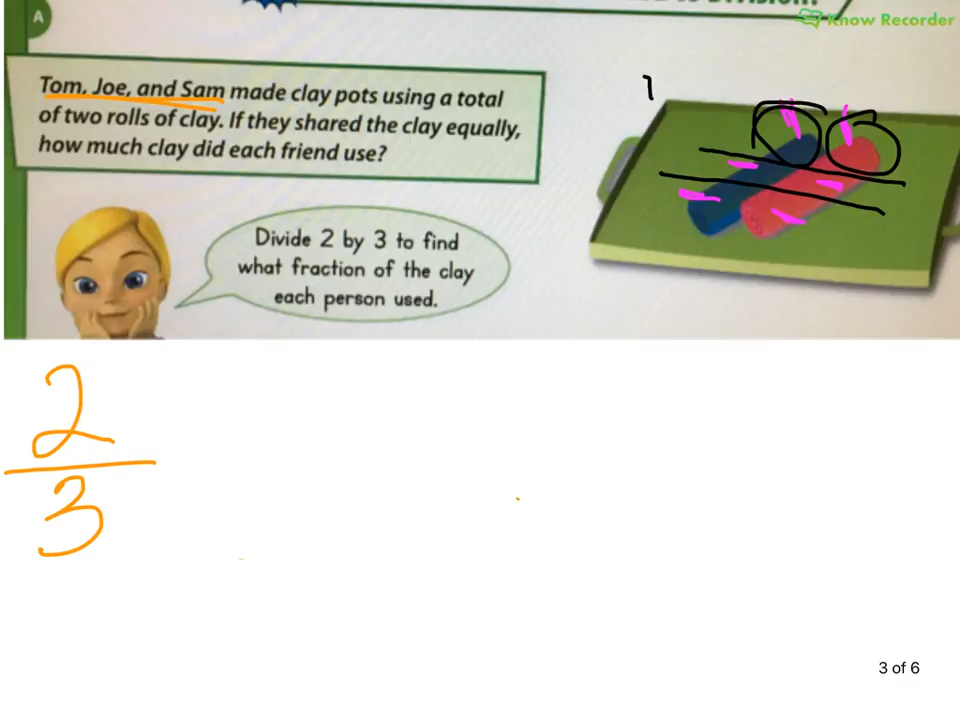 A
Know Recorder
Tom, Joe, and Sam made clay pots using a total
of two rolls of clay. If they shared the clay equally,
how much clay did each friend use?
1
Divide 2 by 3 to find
what fraction of the clay
each person used.
2
3
3 of 6